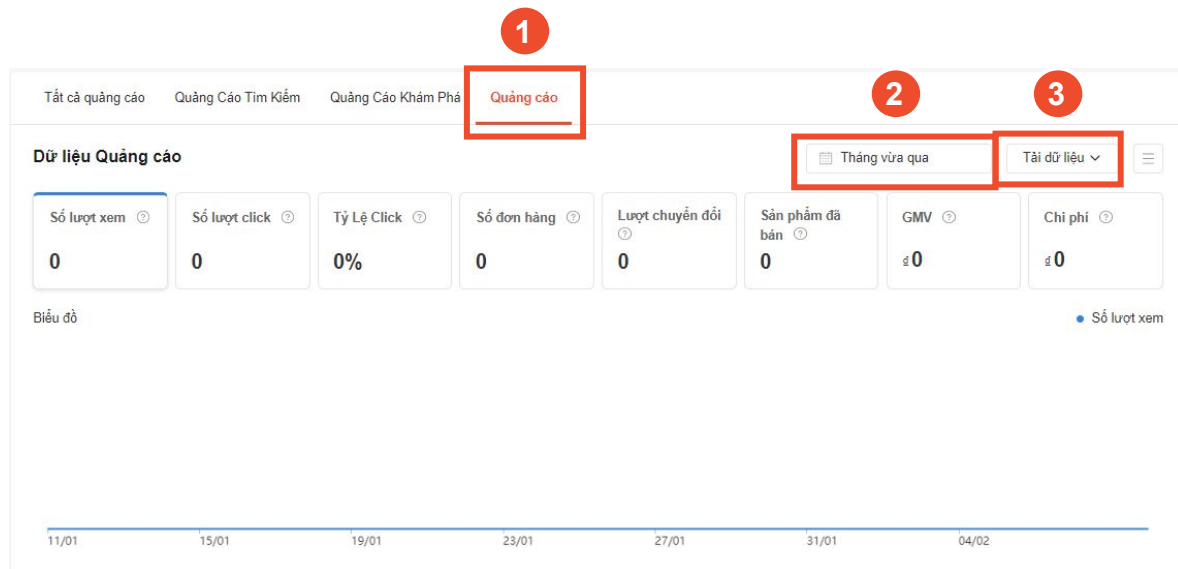 1
Tất cả quảng cáo Quảng Cáo Tìm Kiếm Quảng Cáo Khám Phá Quảng cáo
2 3
Dữ liệu Quảng cáo Tháng vừa qua Tải dữ liệu
Số lượt xem Số lượt click Tỷ Lệ Click Số đơn hàng Lượt chuyển đổi Sản phẩm đã bán GMV Chi phí
0 0 0% 0 0 0 ₫0 ₫0
Biểu đồ Số lượt xem
11/01 15/01 19/01 23/01 27/01 31/01 04/02